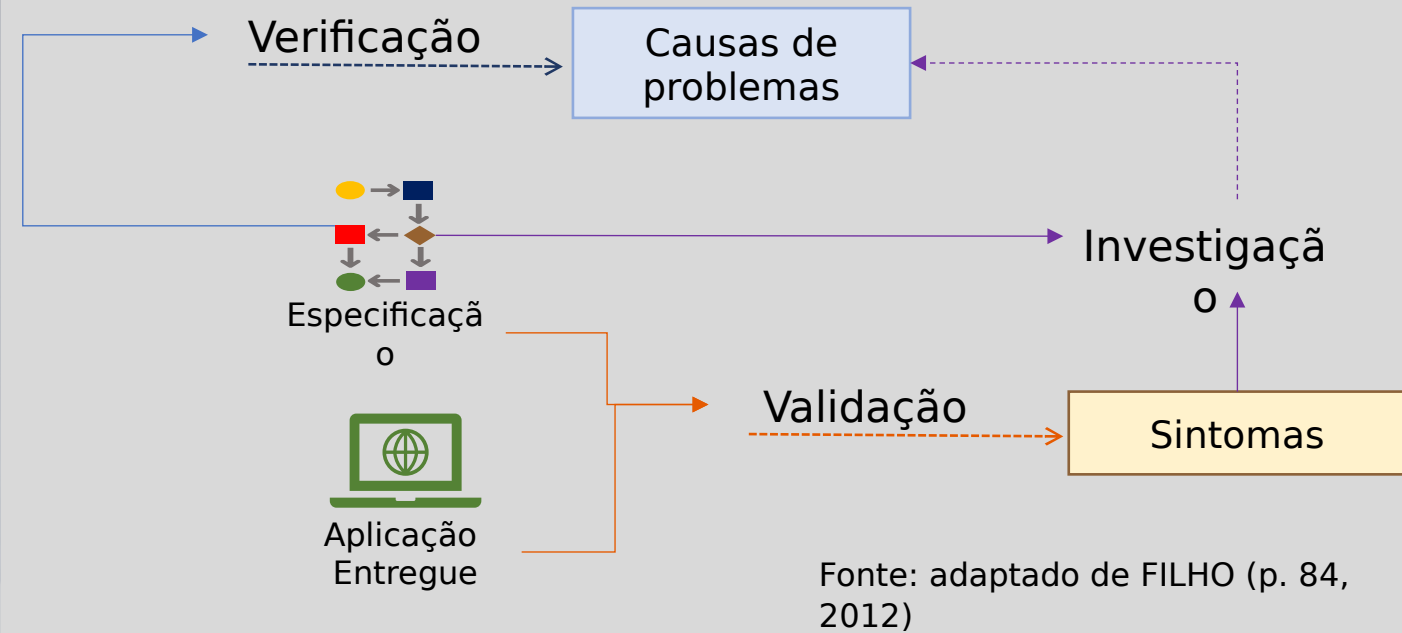 Verificação
Causas de
problemas
Investigaçã
o
Especificaçã
o
Validação
Sintomas
Aplicação
Entregue
Fonte: adaptado de FILHO (p. 84,
2012)